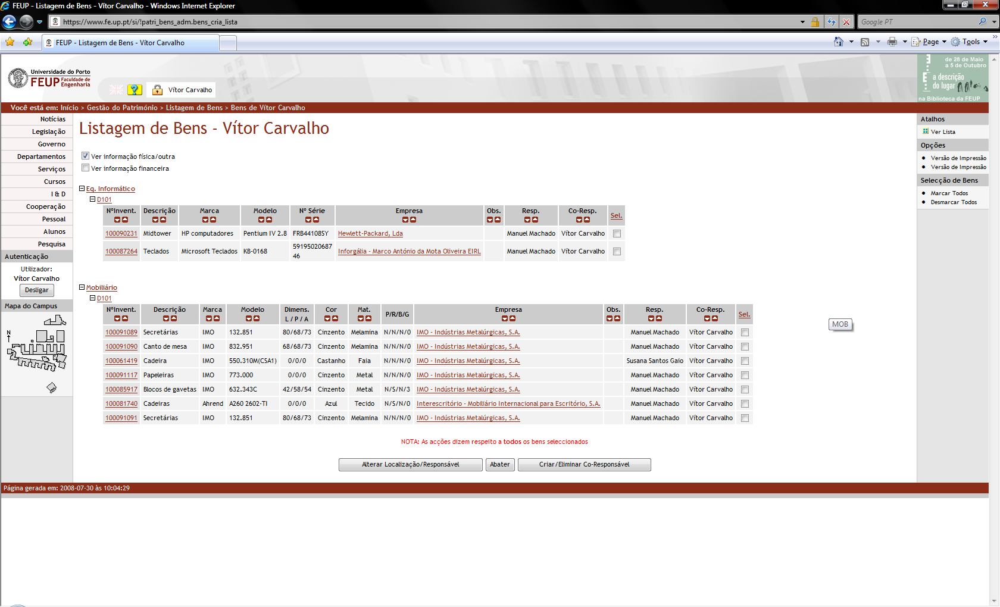 FEUP - Listagem de Bens - Vítor Carvalho - Windows Internet Explorer
https://www.fe.up.pt/si/!patri_bens_adm.bens_cria_lista
Google PT
FEUP - Listagem de Bens - Vítor Carvalho
Page
Tools
Universidade do Porto
FEUP Faculdade de Engenharia
Vítor Carvalho
de 28 de Maio
a 5 de Outubro
a descrição
do lugar
na Biblioteca da FEUP
Você está em: Início > Gestão do Património > Listagem de Bens > Bens de Vítor Carvalho
Notícias
Legislação
Governo
Departamentos
Serviços
Cursos
I & D
Cooperação
Pessoal
Alunos
Pesquisa
Autenticação
Utilizador:
Vítor Carvalho
Desligar
Mapa do Campus
N
Listagem de Bens - Vítor Carvalho
Ver informação física/outra
Ver informação financeira
Eq. Informático
D101
NºInvent. Descrição Marca Modelo Nº Série Empresa Obs. Resp. Co-Resp. Sel.
100090231 Midtower HP computadores Pentium IV 2.8 FRB44108SY Hewlett-Packard, Lda Manuel Machado Vítor Carvalho
100087264 Teclados Microsoft Teclados KB-0168 59195020687 46 Inforgália - Marco António da Mota Oliveira EIRL Manuel Machado Vítor Carvalho
Mobiliário
D101
NºInvent. Descrição Marca Modelo Dimens. L / P / A Cor Mat. P/R/B/G Empresa Obs. Resp. Co-Resp. Sel.
100091089 Secretárias IMO 132.851 80/68/73 Cinzento Melamina N/N/N/0 IMO - Indústrias Metalúrgicas, S.A. Manuel Machado Vítor Carvalho
100091090 Canto de mesa IMO 832.951 68/68/73 Cinzento Melamina N/N/N/0 IMO - Indústrias Metalúrgicas, S.A. Manuel Machado Vítor Carvalho
100061419 Cadeira IMO 550.310M(CSA1) 0/0/0 Castanho Faia N/N/N/0 IMO - Indústrias Metalúrgicas, S.A. Susana Santos Gaio Vítor Carvalho
100091117 Papeleiras IMO 773.000 0/0/0 Cinzento Metal N/N/N/0 IMO - Indústrias Metalúrgicas, S.A. Manuel Machado Vítor Carvalho
100085917 Blocos de gavetas IMO 632.343C 42/58/54 Cinzento Metal N/S/N/3 IMO - Indústrias Metalúrgicas, S.A. Manuel Machado Vítor Carvalho
100081740 Cadeiras Ahrend A260 2602-TI 0/0/0 Azul Tecido N/S/N/0 Interescritório - Mobiliário Internacional para Escritório, S.A. Manuel Machado Vítor Carvalho
100091091 Secretárias IMO 132.851 80/68/73 Cinzento Melamina N/N/N/0 IMO - Indústrias Metalúrgicas, S.A. Manuel Machado Vítor Carvalho
MOB
NOTA: As acções dizem respeito a todos os bens seleccionados
Alterar Localização/Responsável
Abater
Criar/Eliminar Co-Responsável
Atalhos
Ver Lista
Opções
Versão de Impressão
Versão de Impressão
Selecção de Bens
Marcar Todos
Desmarcar Todos
Página gerada em: 2008-07-30 às 10:04:29